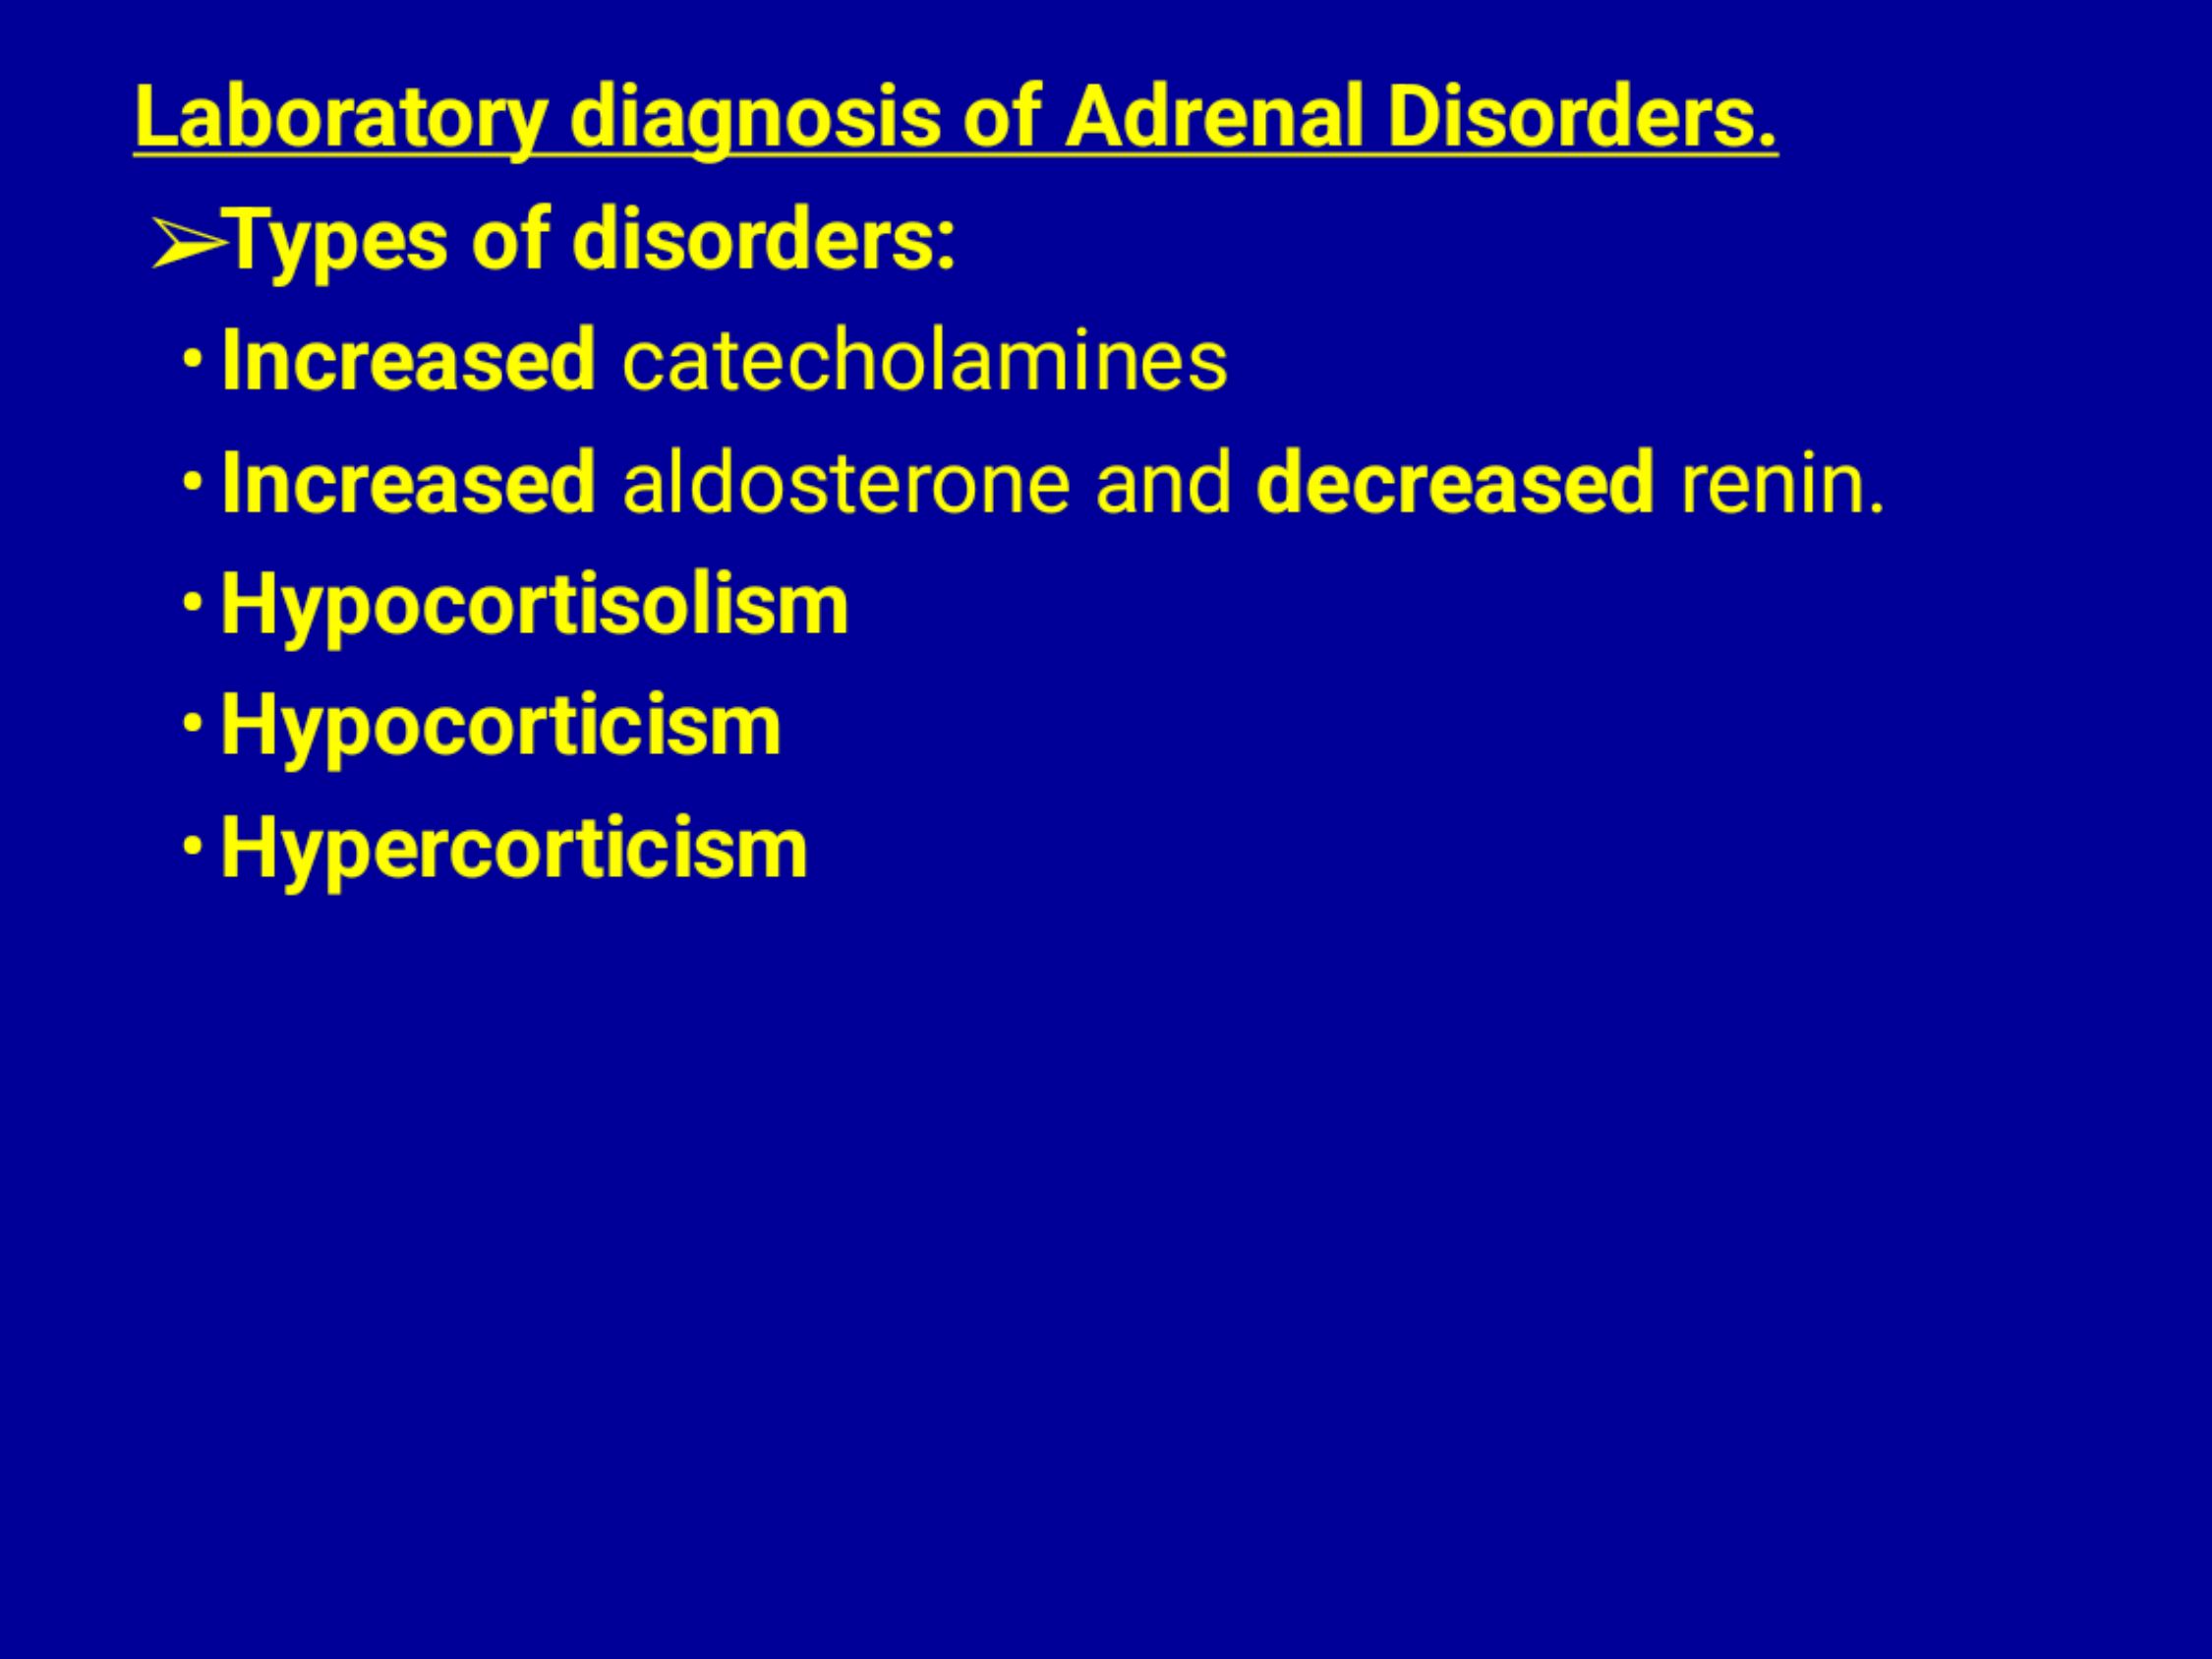 Laboratory diagnosis of Adrenal Disorders.
➢Types of disorders:
• Increased catecholamines
• Increased aldosterone and decreased renin.
• Hypocortisolism
• Hypocorticism
• Hypercorticism